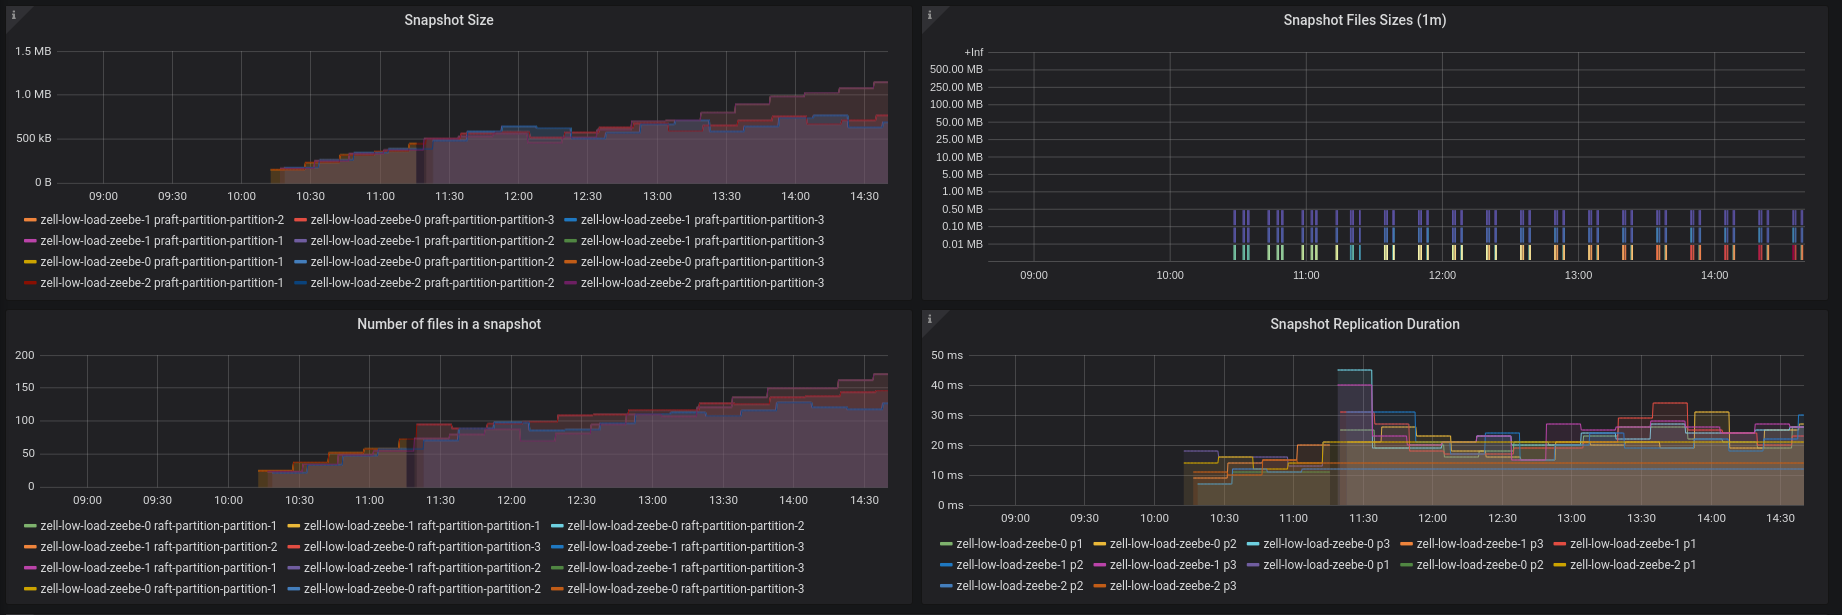 Snapshot Size
1.5 MB
1.0 MB
500 kB
0 B
09:00 09:30 10:00 10:30 11:00 11:30 12:00 12:30 13:00 13:30 14:00 14:30
zell-low-load-zeebe-1 praft-partition-partition-2 zell-low-load-zeebe-0 praft-partition-partition-3 zell-low-load-zeebe-1 praft-partition-partition-3
zell-low-load-zeebe-1 praft-partition-partition-1 zell-low-load-zeebe-1 praft-partition-partition-2 zell-low-load-zeebe-1 praft-partition-partition-3
zell-low-load-zeebe-0 praft-partition-partition-1 zell-low-load-zeebe-0 praft-partition-partition-2 zell-low-load-zeebe-0 praft-partition-partition-3
zell-low-load-zeebe-2 praft-partition-partition-1 zell-low-load-zeebe-2 praft-partition-partition-2 zell-low-load-zeebe-2 praft-partition-partition-3
Snapshot Files Sizes (1m)
+Inf
500.00 MB
250.00 MB
100.00 MB
50.00 MB
25.00 MB
10.00 MB
5.00 MB
1.00 MB
0.50 MB
0.10 MB
0.01 MB
09:00 10:00 11:00 12:00 13:00 14:00
Number of files in a snapshot
200
150
100
50
0
09:00 09:30 10:00 10:30 11:00 11:30 12:00 12:30 13:00 13:30 14:00 14:30
zell-low-load-zeebe-0 raft-partition-partition-1 zell-low-load-zeebe-1 raft-partition-partition-1 zell-low-load-zeebe-0 raft-partition-partition-2
zell-low-load-zeebe-1 raft-partition-partition-2 zell-low-load-zeebe-0 raft-partition-partition-3 zell-low-load-zeebe-1 raft-partition-partition-3
zell-low-load-zeebe-1 raft-partition-partition-1 zell-low-load-zeebe-1 raft-partition-partition-2 zell-low-load-zeebe-1 raft-partition-partition-3
zell-low-load-zeebe-0 raft-partition-partition-1 zell-low-load-zeebe-0 raft-partition-partition-2 zell-low-load-zeebe-0 raft-partition-partition-3
Snapshot Replication Duration
50 ms
40 ms
30 ms
20 ms
10 ms
0 ms
09:00 09:30 10:00 10:30 11:00 11:30 12:00 12:30 13:00 13:30 14:00 14:30
zell-low-load-zeebe-0 p1 zell-low-load-zeebe-0 p2 zell-low-load-zeebe-0 p3 zell-low-load-zeebe-1 p3 zell-low-load-zeebe-1 p1
zell-low-load-zeebe-1 p2 zell-low-load-zeebe-1 p3 zell-low-load-zeebe-0 p1 zell-low-load-zeebe-0 p2 zell-low-load-zeebe-2 p1
zell-low-load-zeebe-2 p2 zell-low-load-zeebe-2 p3